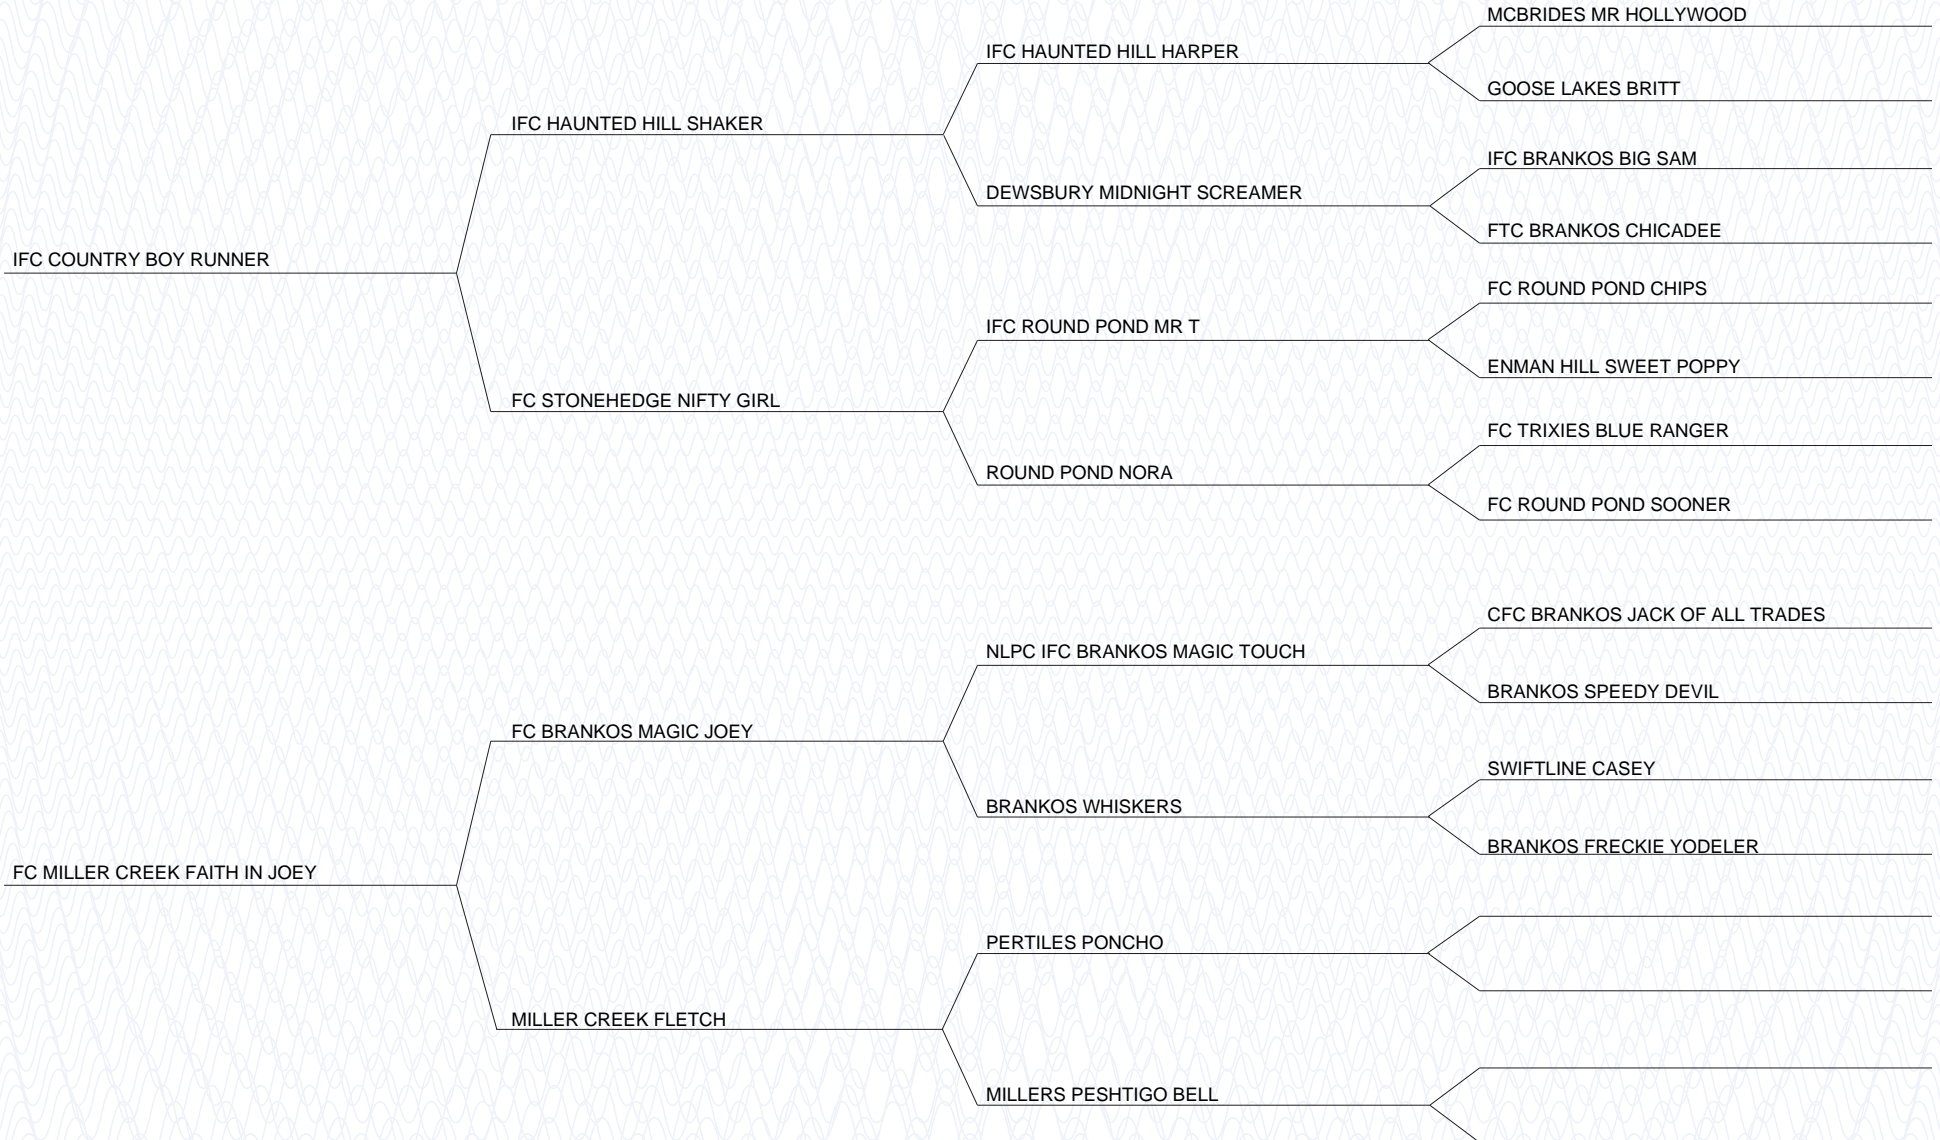 MCBRIDES MR HOLLYWOOD
IFC HAUNTED HILL HARPER
GOOSE LAKES BRITT
IFC HAUNTED HILL SHAKER
IFC BRANKOS BIG SAM
DEWSBURY MIDNIGHT SCREAMER
FTC BRANKOS CHICADEE
IFC COUNTRY BOY RUNNER
FC ROUND POND CHIPS
IFC ROUND POND MR T
ENMAN HILL SWEET POPPY
FC STONEHEDGE NIFTY GIRL
FC TRIXIES BLUE RANGER
ROUND POND NORA
FC ROUND POND SOONER
CFC BRANKOS JACK OF ALL TRADES
NLPC IFC BRANKOS MAGIC TOUCH
BRANKOS SPEEDY DEVIL
FC BRANKOS MAGIC JOEY
SWIFTLINE CASEY
BRANKOS WHISKERS
BRANKOS FRECKIE YODELER
FC MILLER CREEK FAITH IN JOEY
PERTILES PONCHO
MILLER CREEK FLETCH
MILLERS PESHTIGO BELL